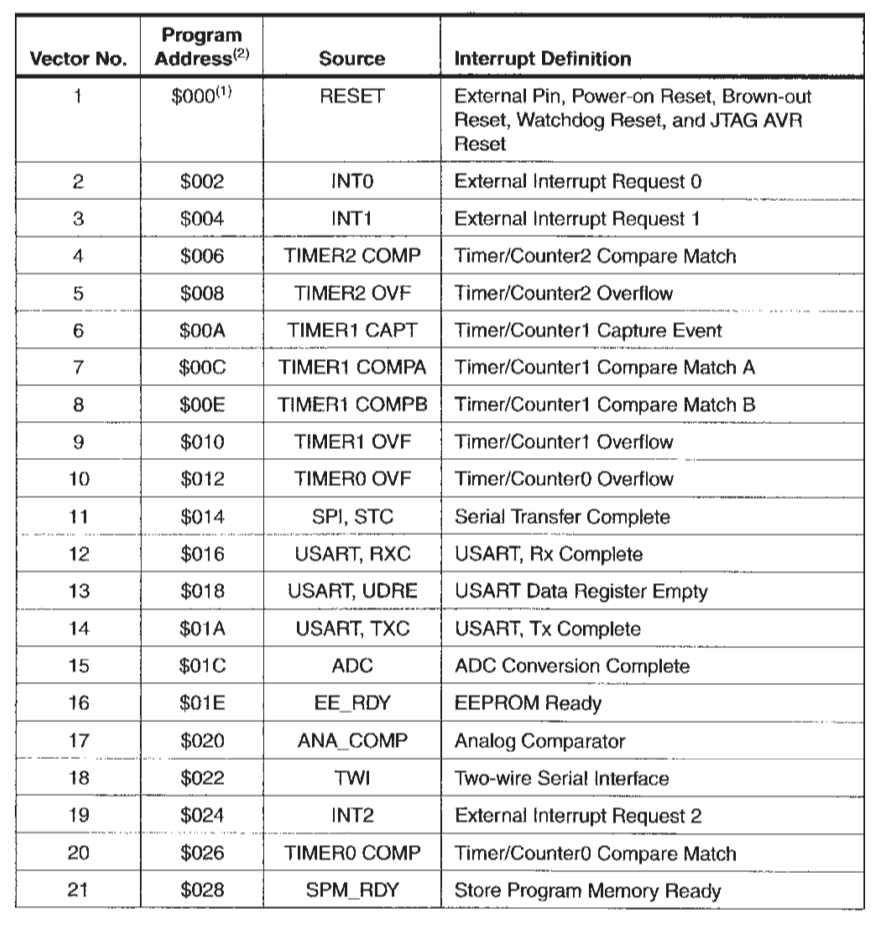 Vector No. Program Address(2) Source Interrupt Definition
1 $000(1) RESET External Pin, Power-on Reset, Brown-out
Reset, Watchdog Reset, and JTAG AVR
Reset
2 $002 INT0 External Interrupt Request 0
3 $004 INT1 External Interrupt Request 1
4 $006 TIMER2 COMP Timer/Counter2 Compare Match
5 $008 TIMER2 OVF Timer/Counter2 Overflow
6 $00A TIMER1 CAPT Timer/Counter1 Capture Event
7 $00C TIMER1 COMPA Timer/Counter1 Compare Match A
8 $00E TIMER1 COMPB Timer/Counter1 Compare Match B
9 $010 TIMER1 OVF Timer/Counter1 Overflow
10 $012 TIMER0 OVF Timer/Counter0 Overflow
11 $014 SPI, STC Serial Transfer Complete
12 $016 USART, RXC USART, Rx Complete
13 $018 USART, UDRE USART Data Register Empty
14 $01A USART, TXC USART, Tx Complete
15 $01C ADC ADC Conversion Complete
16 $01E EE_RDY EEPROM Ready
17 $020 ANA_COMP Analog Comparator
18 $022 TWI Two-wire Serial Interface
19 $024 INT2 External Interrupt Request 2
20 $026 TIMER0 COMP Timer/Counter0 Compare Match
21 $028 SPM_RDY Store Program Memory Ready